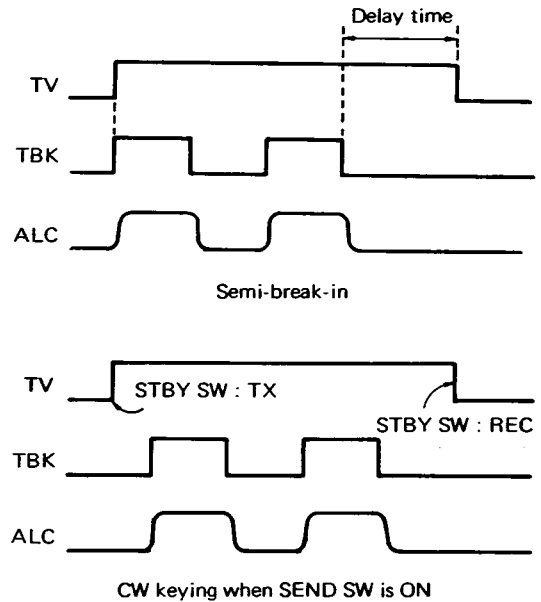 Delay time
TV
TBK
ALC
Semi-break-in
TV
STBY SW : TX
STBY SW : REC
TBK
ALC
CW keying when SEND SW is ON